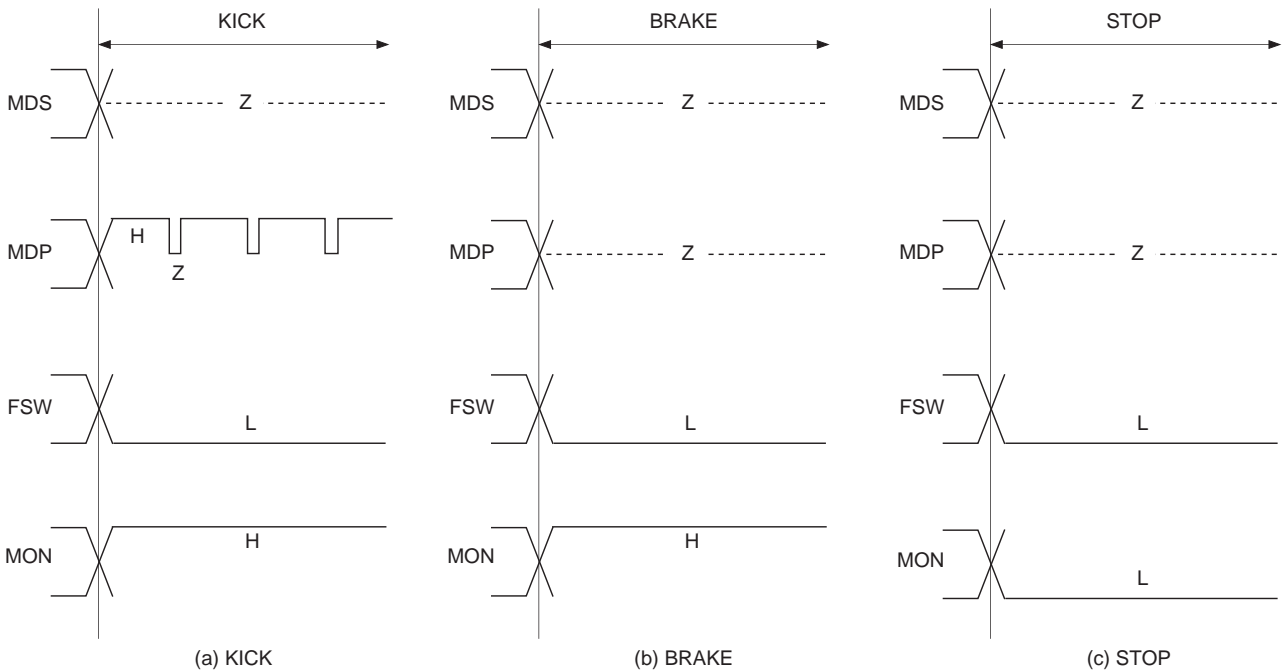 KICK
MDS
Z
MDP
H
Z
FSW
L
MON
H
(a) KICK
BRAKE
MDS
Z
MDP
Z
FSW
L
MON
H
(b) BRAKE
STOP
MDS
Z
MDP
Z
FSW
L
MON
L
(c) STOP